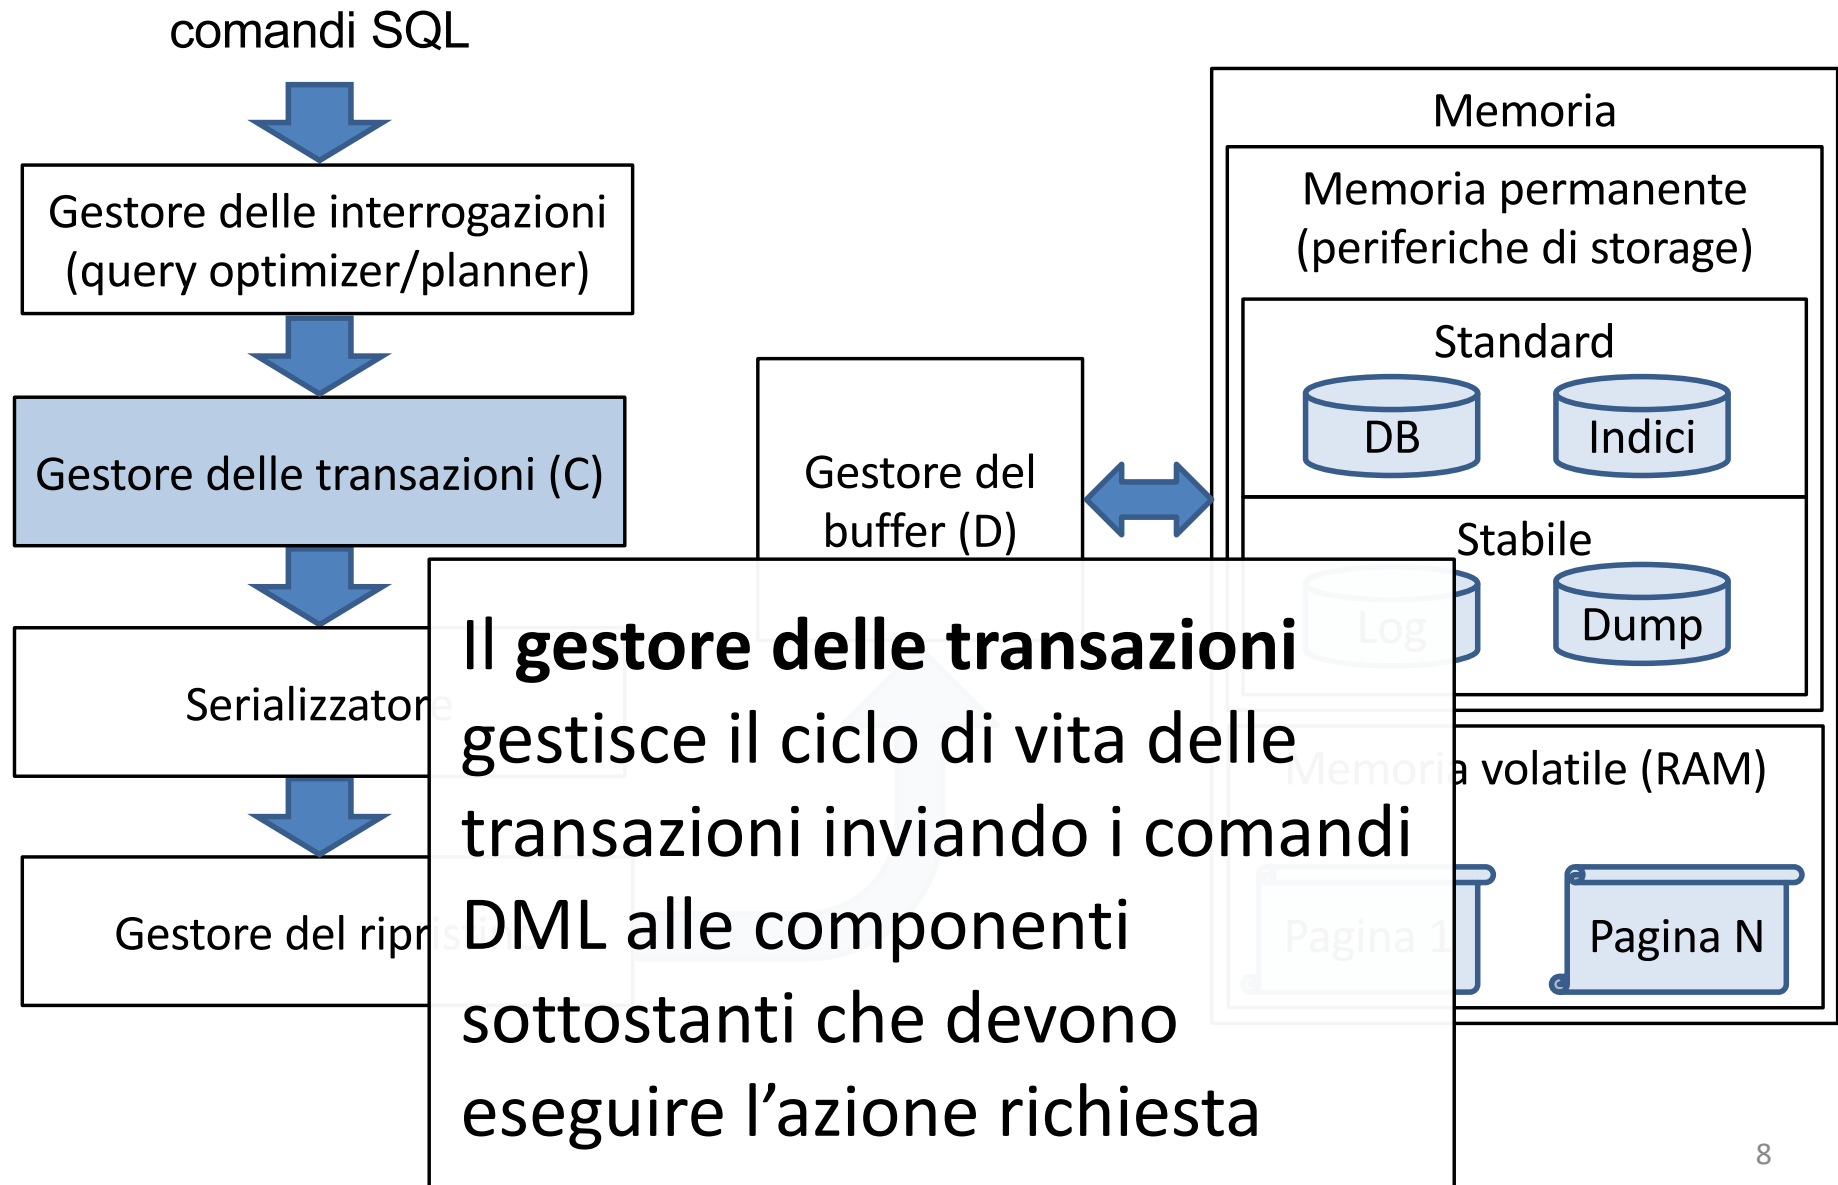 comandi SQL
Gestore delle interrogazioni
(query optimizer/planner)
Gestore delle transazioni (C)
Serializzatore
Gestore del ripristino
Gestore del
buffer (D)
Memoria
Memoria permanente
(periferiche di storage)
Standard
DB
Indici
Stabile
Log
Dump
Memoria volatile (RAM)
Pagina 1
Pagina N
Il gestore delle transazioni
gestisce il ciclo di vita delle
transazioni inviando i comandi
DML alle componenti
sottostanti che devono
eseguire l’azione richiesta
8